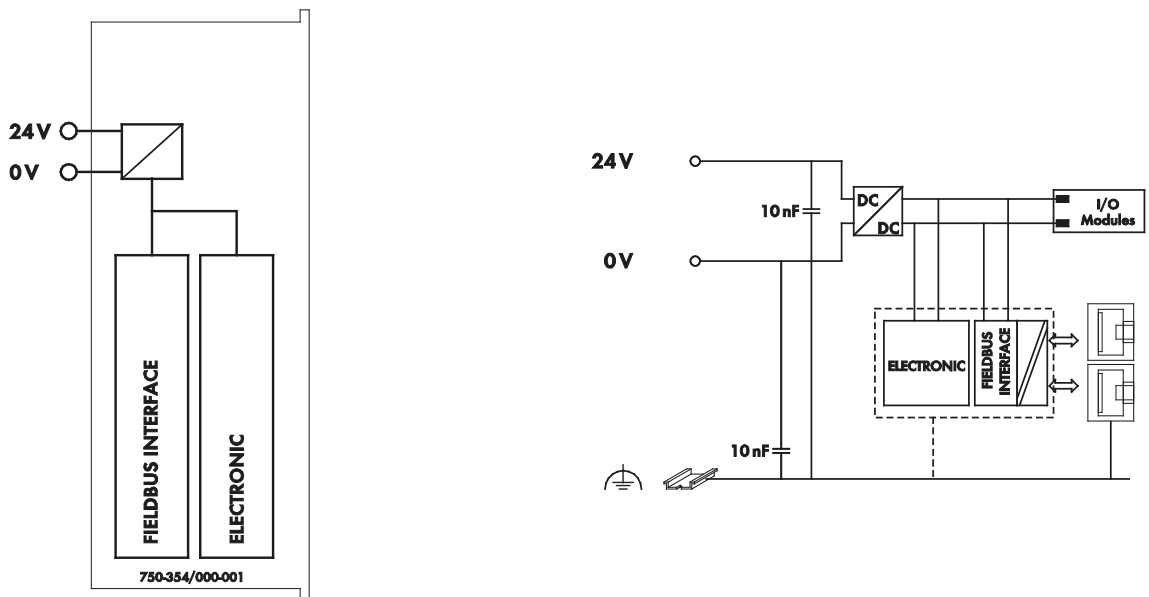 24V
0V
FIELDBUS INTERFACE
ELECTRONIC
750-354/000-001
24V
10nF
DC
DC
I/O
Modules
0V
ELECTRONIC
FIELDBUS
INTERFACE
10nF